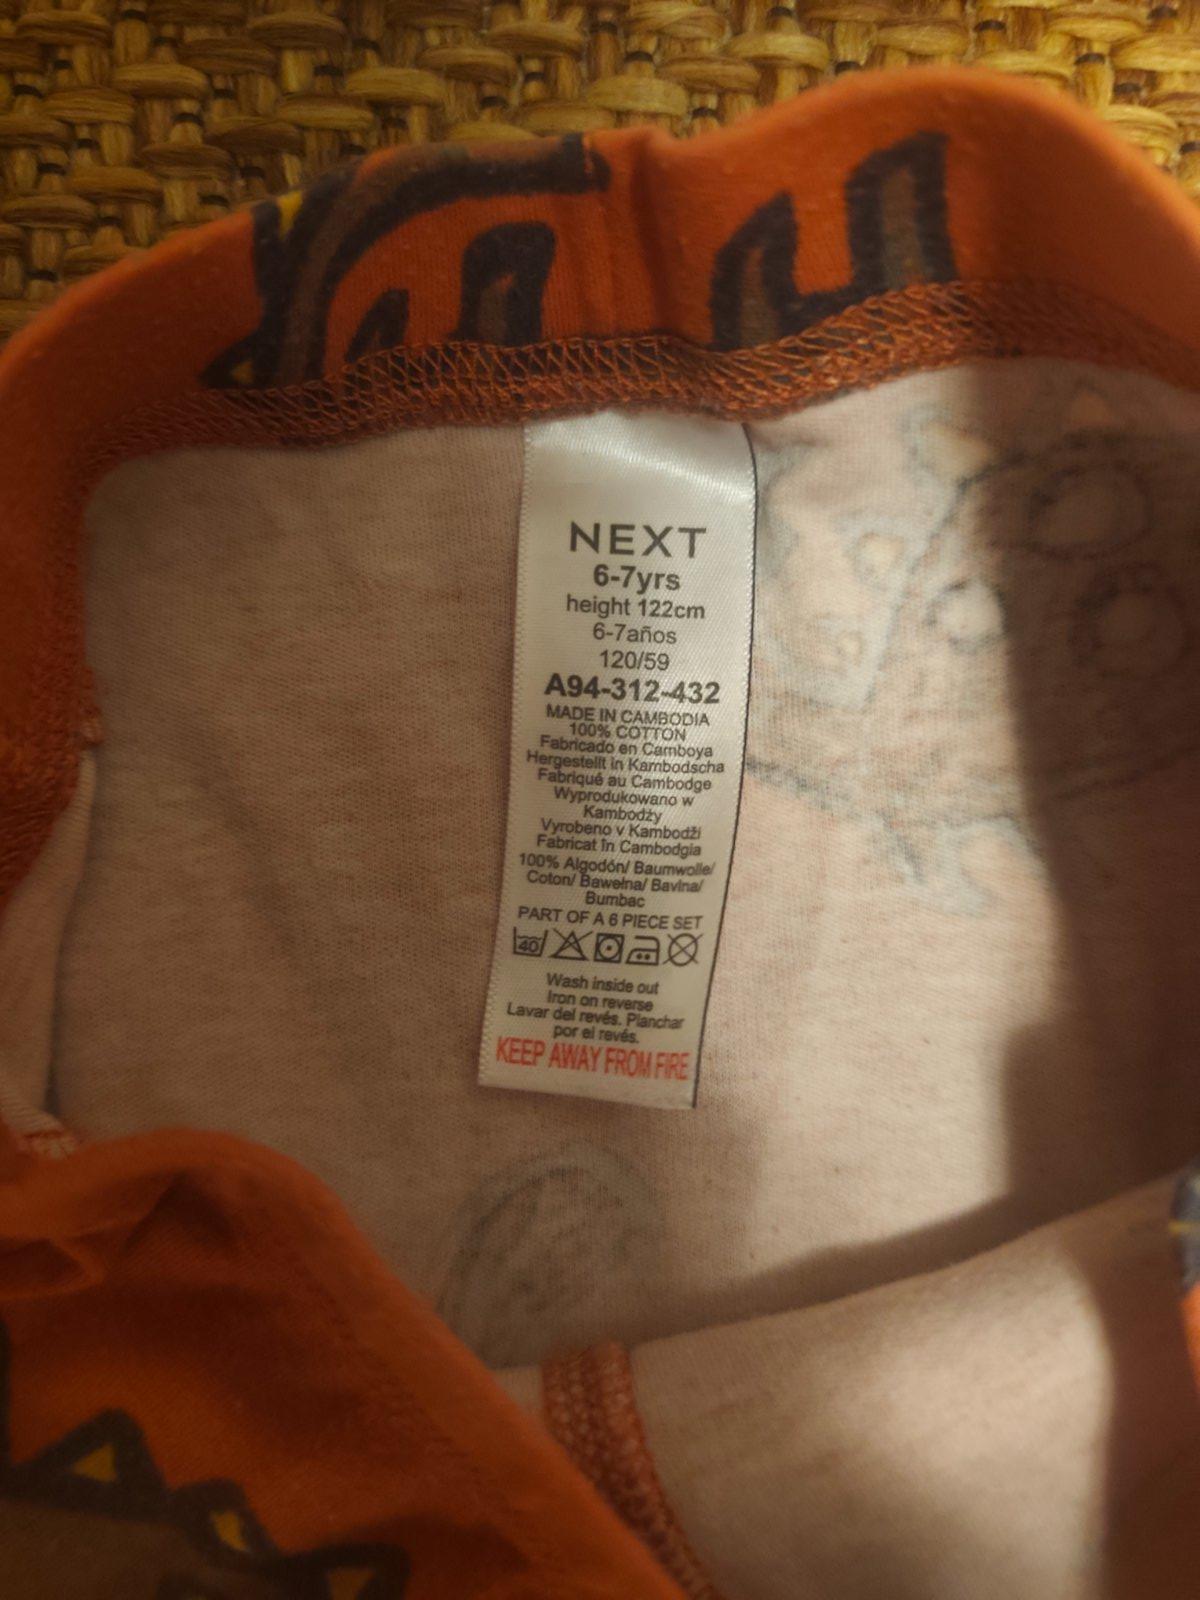 NEXT
6-7yrs
height 122cm
6-7años
120/59
A94-312-432
MADE IN CAMBODIA
100% COTTON
Fabricado en Camboya
Hergestellt in Kambodscha
Fabriqué au Cambodge
Wyprodukowano w
Kambodży
Vyrobeno v Kambodži
Fabricat în Cambodgia
100% Algodón/ Baumwolle/
Coton/ Bawełna/ Bavlna/
Bumbac
PART OF A 6 PIECE SET
40
Wash inside out
Iron on reverse
Lavar del revés. Planchar
por el revés.
KEEP AWAY FROM FIRE